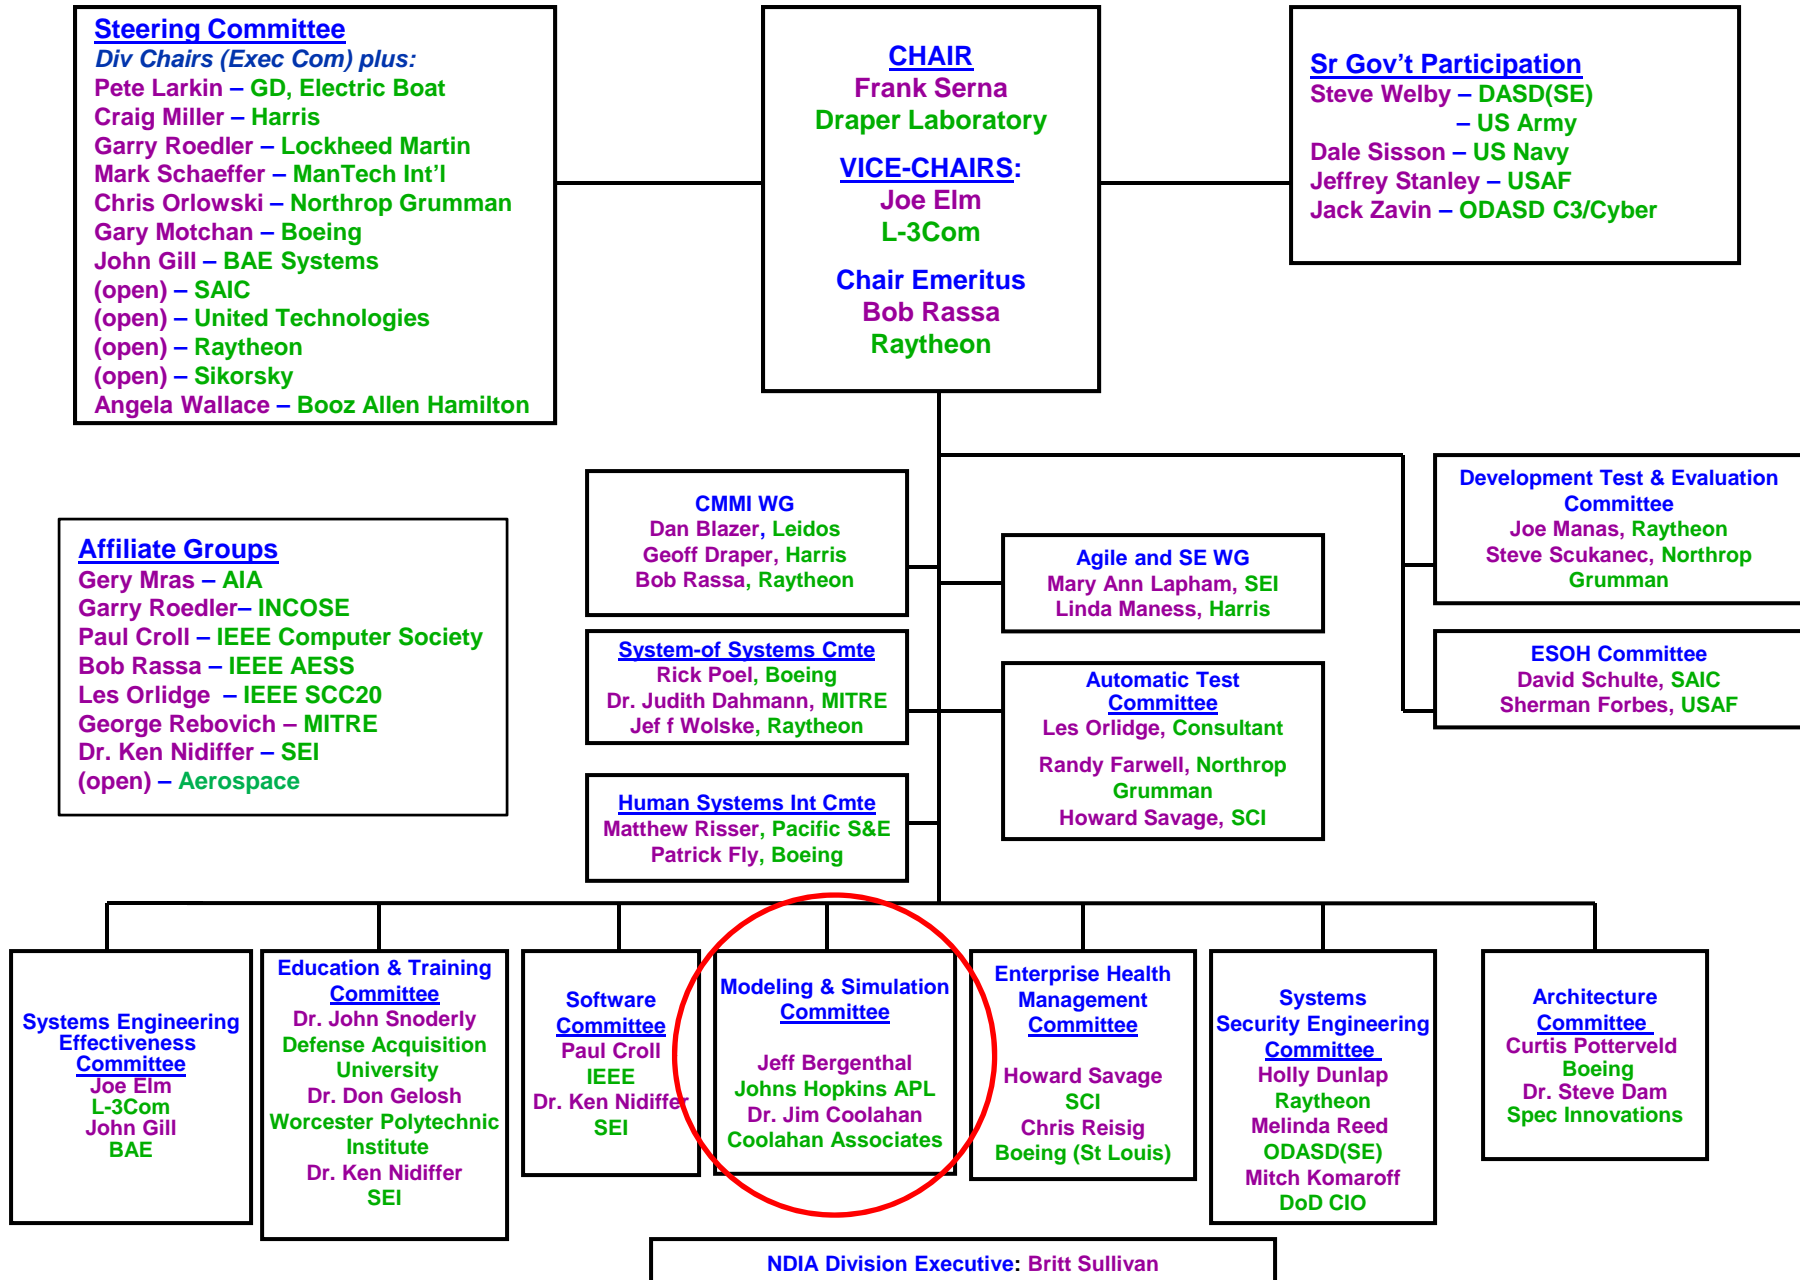 Steering Committee
Div Chairs (Exec Com) plus:
Pete Larkin – GD, Electric Boat
Craig Miller – Harris
Garry Roedler – Lockheed Martin
Mark Schaeffer – ManTech Int’l
Chris Orlowski – Northrop Grumman
Gary Motchan – Boeing
John Gill – BAE Systems
(open) – SAIC
(open) – United Technologies
(open) – Raytheon
(open) – Sikorsky
Angela Wallace – Booz Allen Hamilton
CHAIR
Frank Serna
Draper Laboratory
VICE-CHAIRS:
Joe Elm
L-3Com
Chair Emeritus
Bob Rassa
Raytheon
Sr Gov’t Participation
Steve Welby – DASD(SE)
– US Army
Dale Sisson – US Navy
Jeffrey Stanley – USAF
Jack Zavin – ODASD C3/Cyber
Affiliate Groups
Gery Mras – AIA
Garry Roedler– INCOSE
Paul Croll – IEEE Computer Society
Bob Rassa – IEEE AESS
Les Orlidge – IEEE SCC20
George Rebovich – MITRE
Dr. Ken Nidiffer – SEI
(open) – Aerospace
CMMI WG
Dan Blazer, Leidos
Geoff Draper, Harris
Bob Rassa, Raytheon
System-of Systems Cmte
Rick Poel, Boeing
Dr. Judith Dahmann, MITRE
Jef f Wolske, Raytheon
Human Systems Int Cmte
Matthew Risser, Pacific S&E
Patrick Fly, Boeing
Agile and SE WG
Mary Ann Lapham, SEI
Linda Maness, Harris
Automatic Test
Committee
Les Orlidge, Consultant
Randy Farwell, Northrop
Grumman
Howard Savage, SCI
Development Test & Evaluation
Committee
Joe Manas, Raytheon
Steve Scukanec, Northrop
Grumman
ESOH Committee
David Schulte, SAIC
Sherman Forbes, USAF
Systems Engineering
Effectiveness
Committee
Joe Elm
L-3Com
John Gill
BAE
Education & Training
Committee
Dr. John Snoderly
Defense Acquisition
University
Dr. Don Gelosh
Worcester Polytechnic
Institute
Dr. Ken Nidiffer
SEI
Software
Committee
Paul Croll
IEEE
Dr. Ken Nidiffer
SEI
Modeling & Simulation
Committee
Jeff Bergenthal
Johns Hopkins APL
Dr. Jim Coolahan
Coolahan Associates
Enterprise Health
Management
Committee
Howard Savage
SCI
Chris Reisig
Boeing (St Louis)
Systems
Security Engineering
Committee
Holly Dunlap
Raytheon
Melinda Reed
ODASD(SE)
Mitch Komaroff
DoD CIO
Architecture
Committee
Curtis Potterveld
Boeing
Dr. Steve Dam
Spec Innovations
NDIA Division Executive: Britt Sullivan